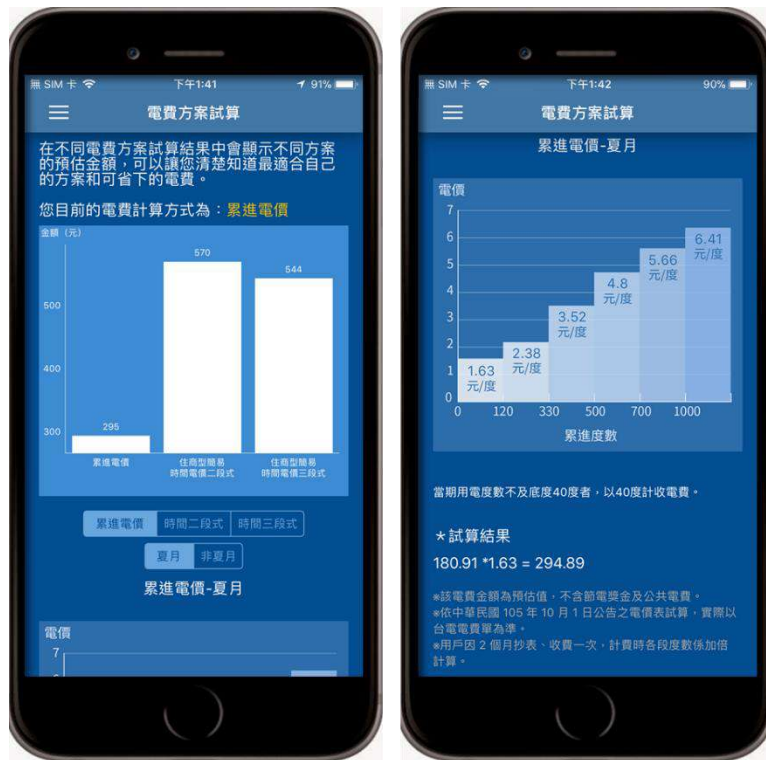 無 SIM 卡
下午1:41
91%
電費方案試算
在不同電費方案試算結果中會顯示不同方案
的預估金額，可以讓您清楚知道最適合自己
的方案和可省下的電費。
您目前的電費計算方式為：累進電價
金額（元）
570
544
500
400
300
295
累進電價
住商型簡易
時間電價二段式
住商型簡易
時間電價三段式
累進電價
時間二段式
時間三段式
夏月
非夏月
累進電價-夏月
電價
7
無 SIM 卡
下午1:42
90%
電費方案試算
累進電價-夏月
電價
7
6
5
4
3
2
1
0
1.63
元/度
2.38
元/度
3.52
元/度
4.8
元/度
5.66
元/度
6.41
元/度
0 120 330 500 700 1000
累進度數
當期用電度數不及底度40度者，以40度計收電費。
＊試算結果
180.91 *1.63 = 294.89
※該電費金額為預估值，不含節電獎金及公共電費。
※依中華民國 105 年 10 月 1 日公告之電價表試算，實際以
台電電費單為準。
※用戶因 2 個月抄表、收費一次，計費時各段度數係加倍
計算。